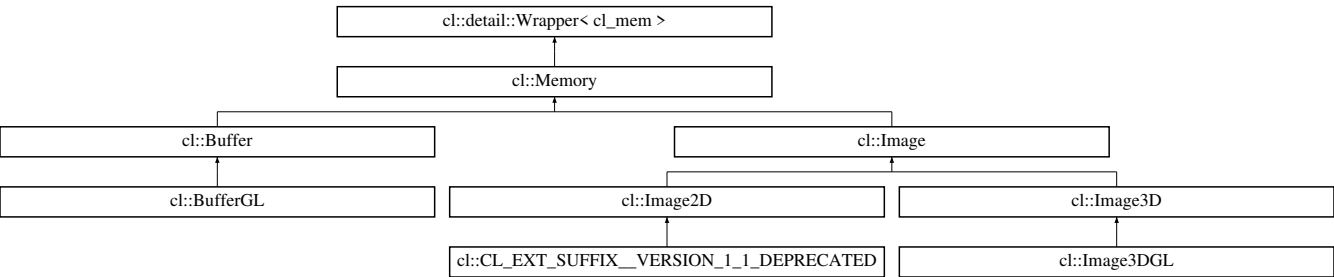 cl::detail::Wrapper< cl_mem >
cl::Memory
cl::Buffer
cl::Image
cl::BufferGL
cl::Image2D
cl::Image3D
cl::CL_EXT_SUFFIX__VERSION_1_1_DEPRECATED
cl::Image3DGL